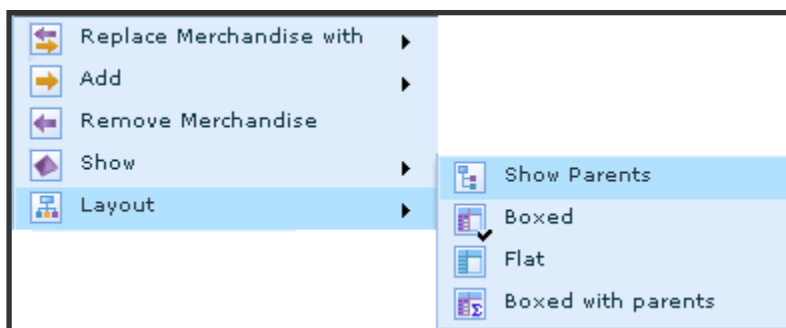 Replace Merchandise with
Add
Remove Merchandise
Show
Layout
Show Parents
Boxed
Flat
Boxed with parents